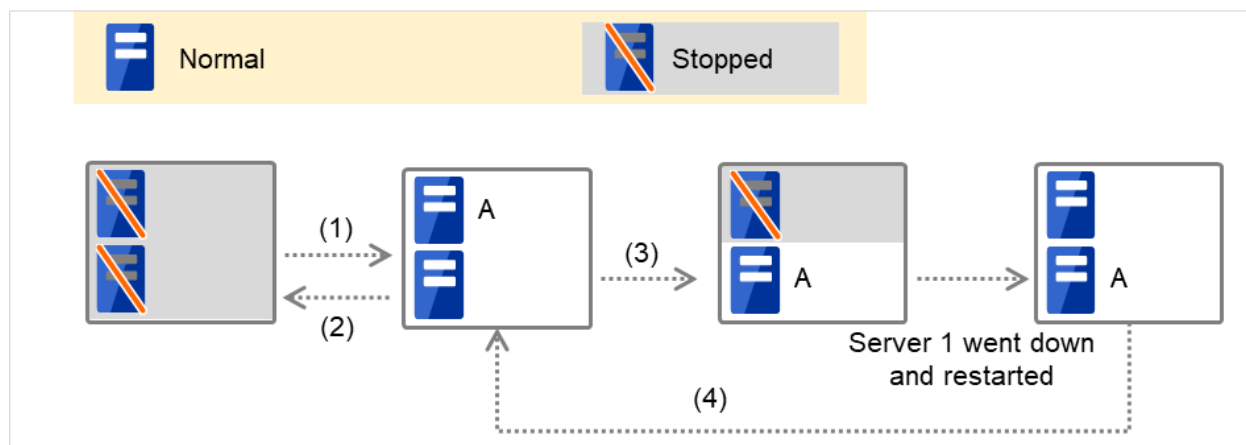 Normal
Stopped
(1)
A
(2)
(3)
A
A
Server 1 went down
and restarted
(4)